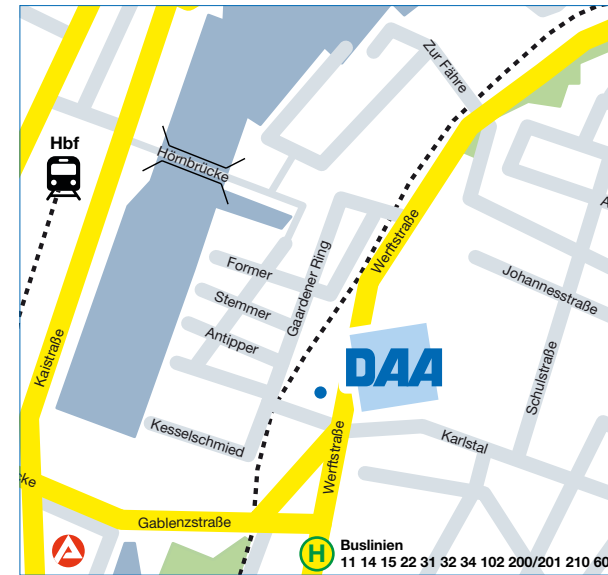 Zur Fähre
Hbf
Hörnbrücke
Werftstraße
Former
Gaardener Ring
Johannesstraße
Stemmer
Antipper
Kaistraße
DAA
Schulstraße
Kesselschmied
Karlstal
Werftstraße
cke
Gablenzstraße
H
Buslinien
11 14 15 22 31 32 34 102 200/201 210 60